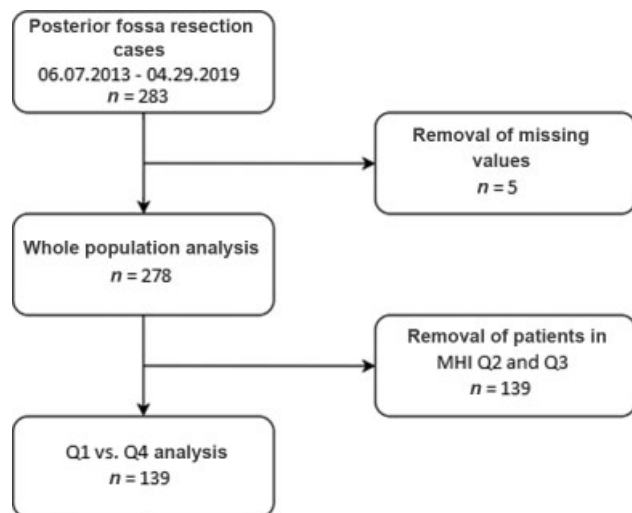 Posterior fossa resection
cases
06.07.2013 - 04.29.2019
n = 283
Removal of missing
values
n = 5
Whole population analysis
n = 278
Removal of patients in
MHI Q2 and Q3
n = 139
Q1 vs. Q4 analysis
n = 139